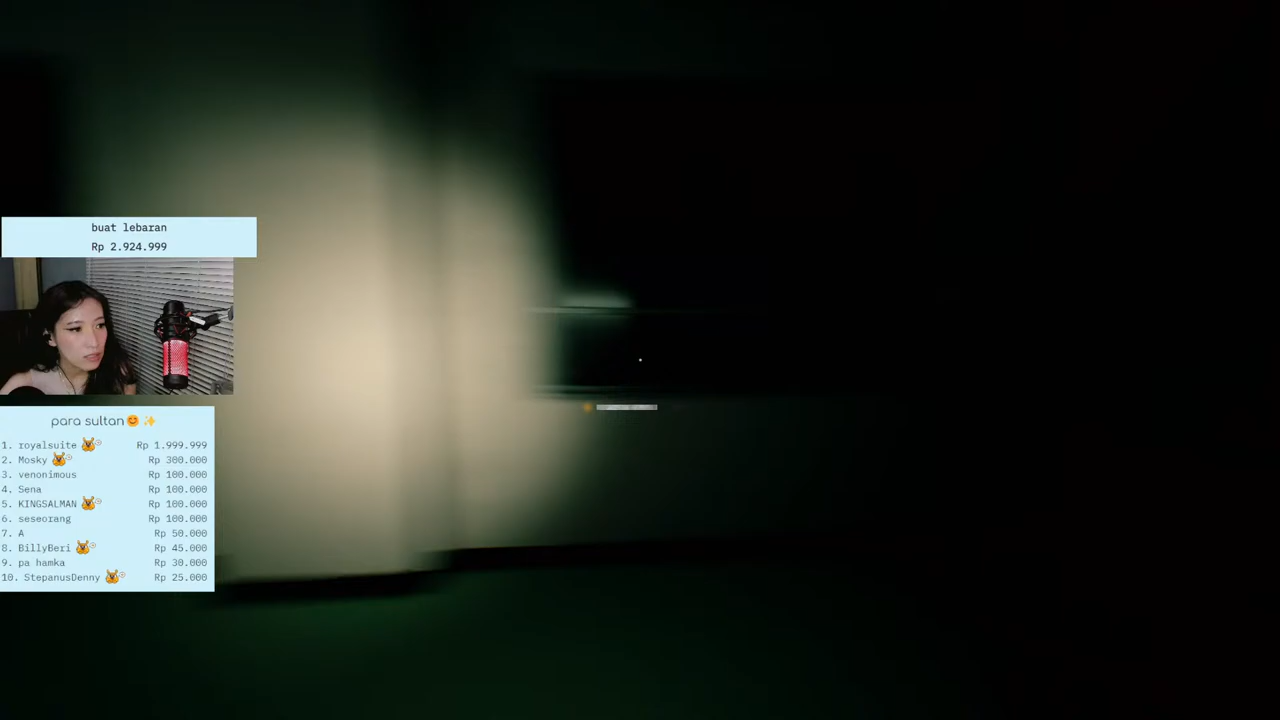 buat lebaran
Rp 2.924.999
para sultan😊✨
1. royalsuite Rp 1.999.999
2. Mosky Rp 300.000
3. venonimous Rp 100.000
4. Sena Rp 100.000
5. KINGSALMAN Rp 100.000
6. seseorang Rp 100.000
7. A Rp 50.000
8. BillyBeri Rp 45.000
9. pa hamka Rp 30.000
10. StepanusDenny Rp 25.000